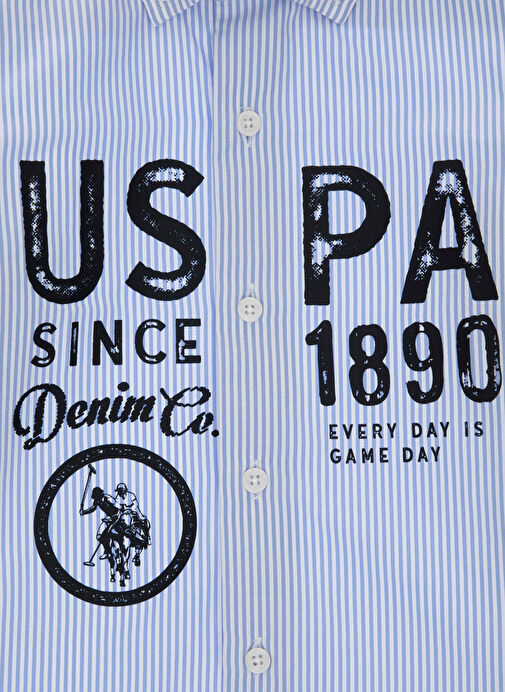 US PA
SINCE 1890
Denim Co.
EVERY DAY IS
GAME DAY